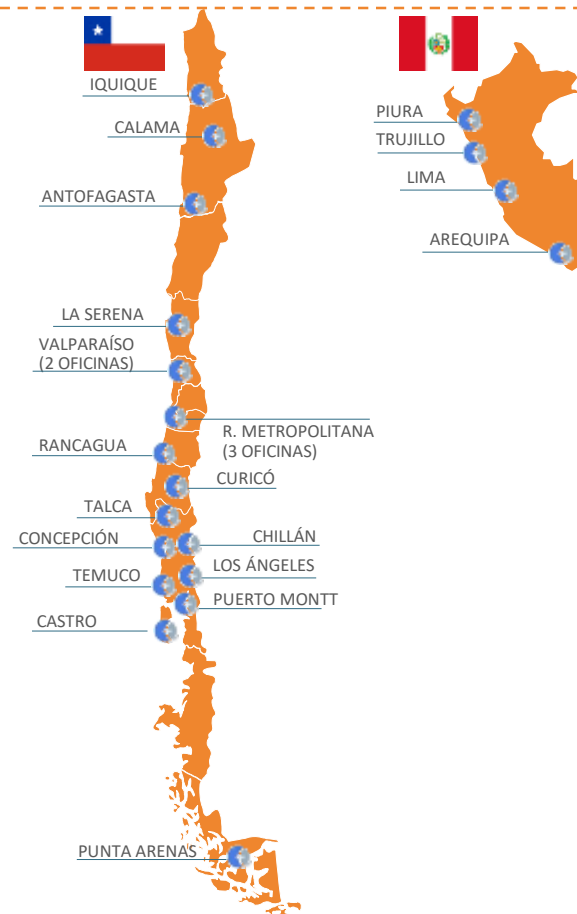 IQUIQUE
CALAMA
ANTOFAGASTA
LA SERENA
VALPARAÍSO
(2 OFICINAS)
R. METROPOLITANA
(3 OFICINAS)
RANCAGUA
CURICÓ
TALCA
CONCEPCIÓN
CHILLÁN
LOS ÁNGELES
TEMUCO
PUERTO MONTT
CASTRO
PUNTA ARENAS
PIURA
TRUJILLO
LIMA
AREQUIPA